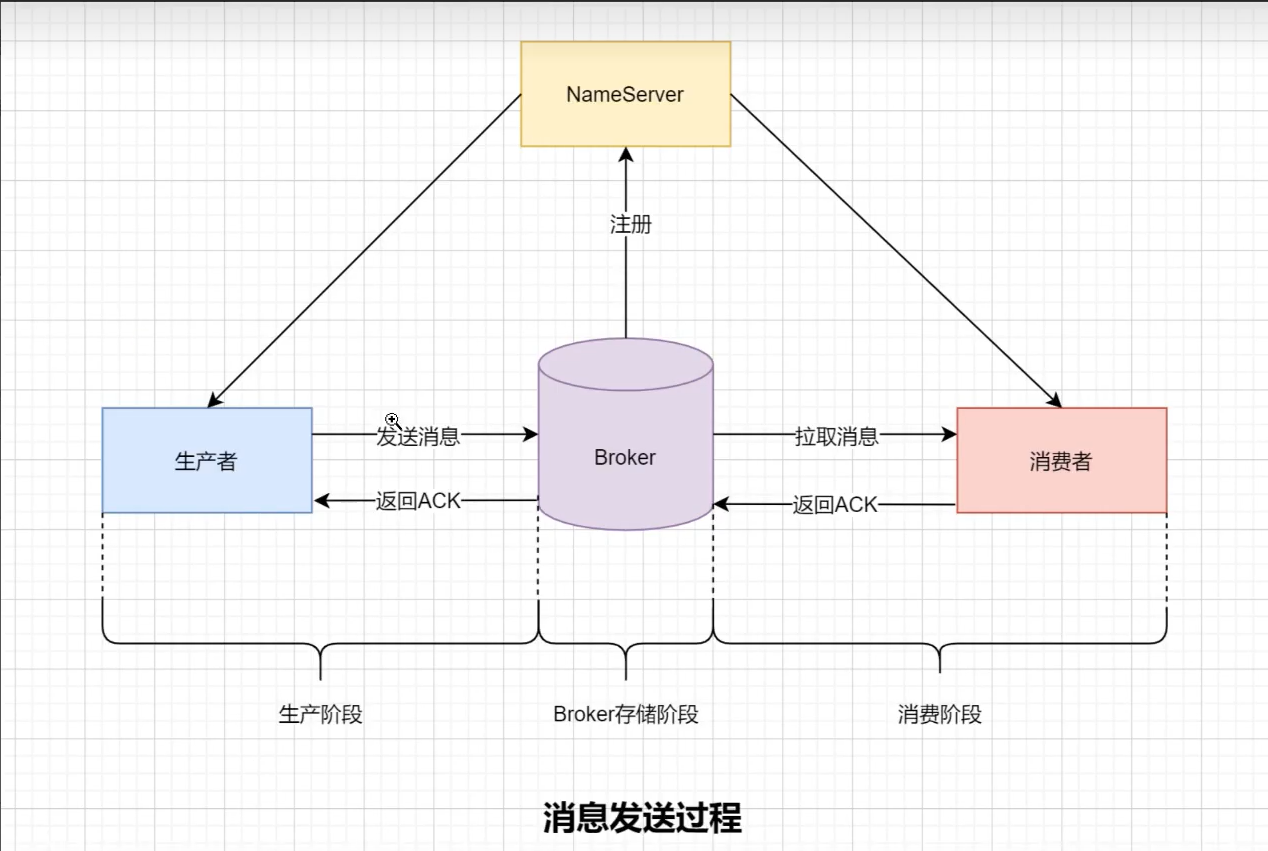 NameServer
注册
发送消息
拉取消息
生产者
Broker
消费者
返回ACK
返回ACK
生产阶段
Broker存储阶段
消费阶段
消息发送过程